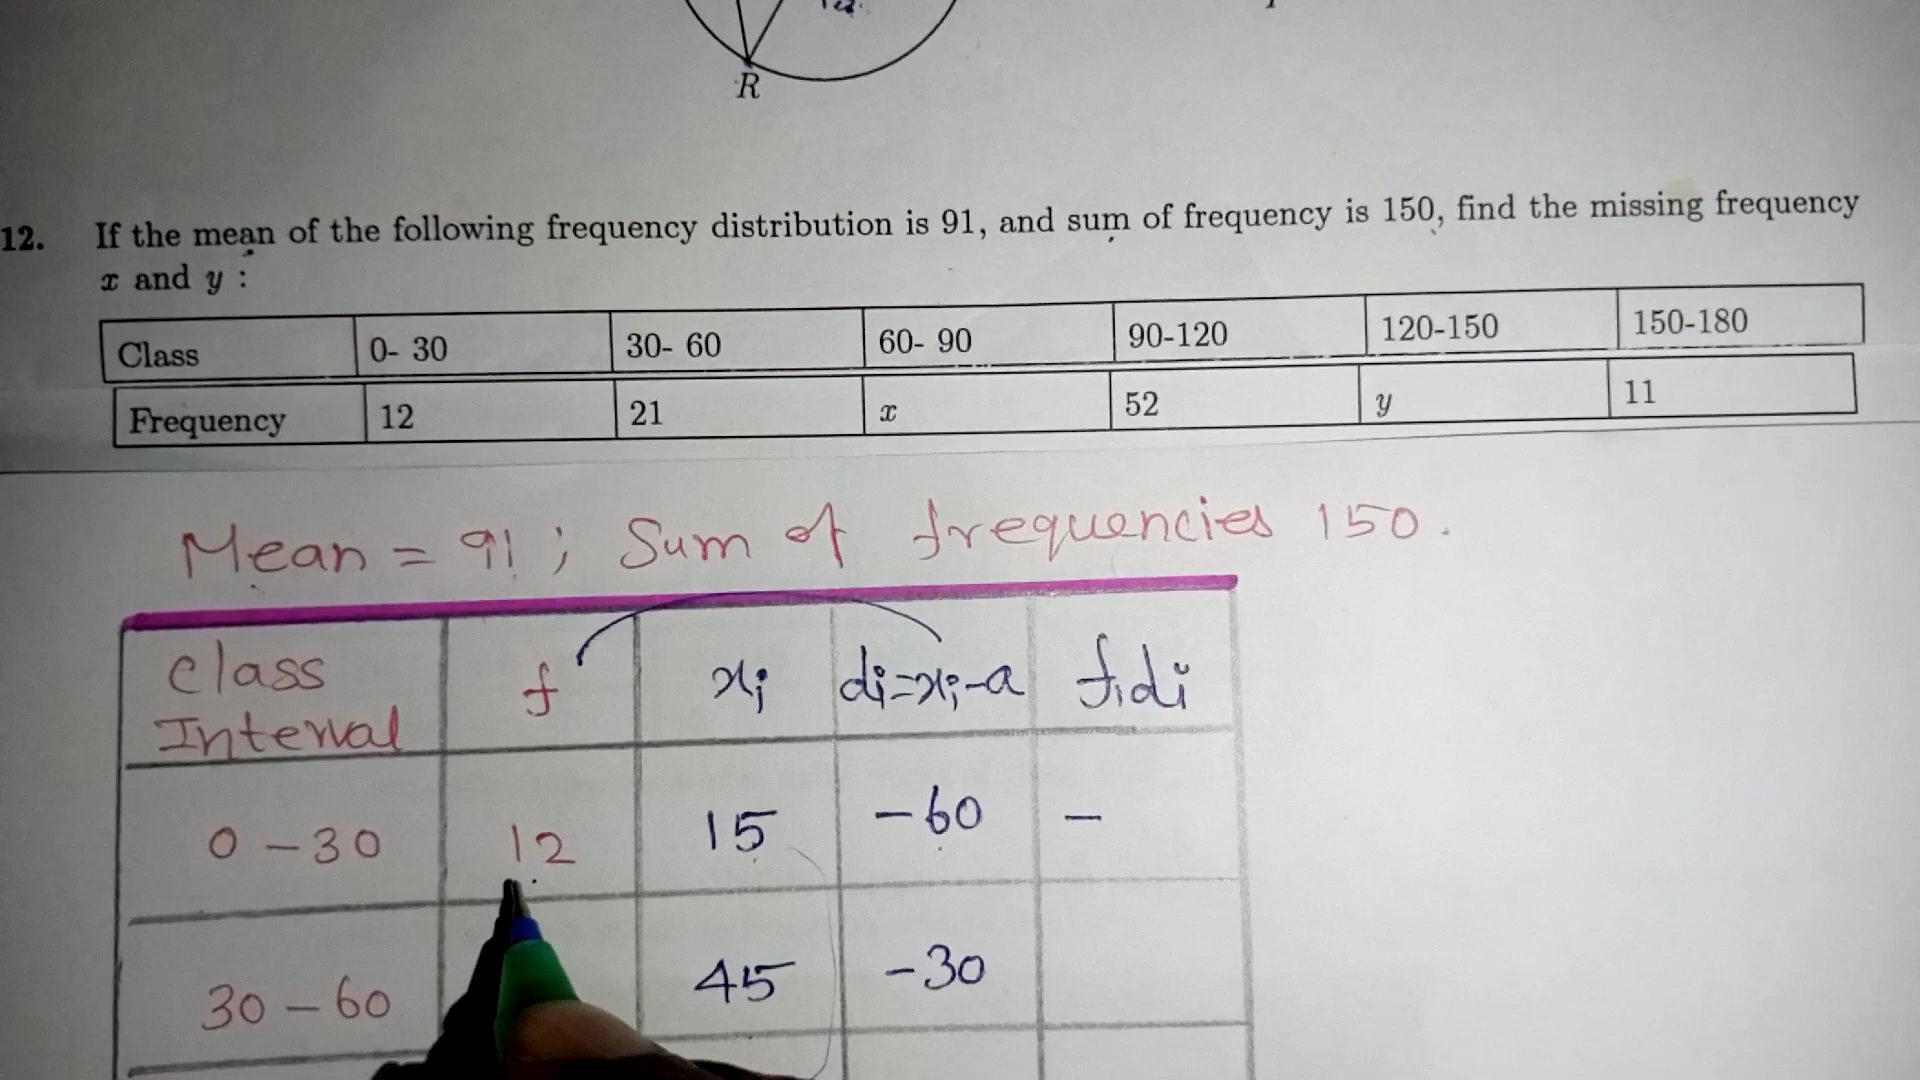 R
12. If the mean of the following frequency distribution is 91, and sum of frequency is 150, find the missing frequency
x and y :
Class 0- 30 30- 60 60- 90 90-120 120-150 150-180
Frequency 12 21 x 52 y 11
Mean = 91 ; Sum of frequencies 150.
Class Interval f xi di=xi-a fidi
0 - 30 12 15 -60 -
30 - 60 45 -30